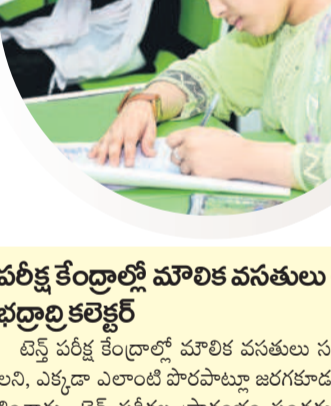 పరీక్ష కేంద్రాల్లో మౌలిక వసతులు
భద్రాద్రి కలెక్టర్
టెన్త్ పరీక్ష కేంద్రాల్లో మౌలిక వసతులు స
లని, ఎక్కడా ఎలాంటి పొరపాట్లూ జరగకూడ